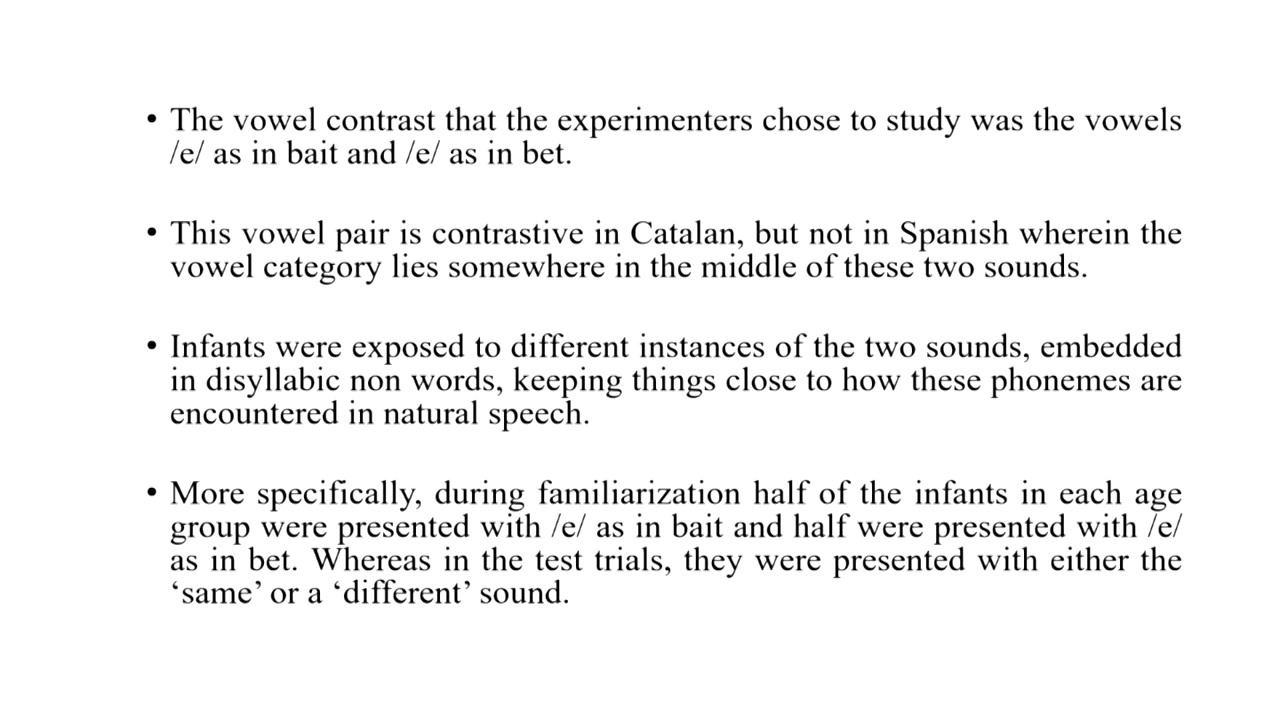 • The vowel contrast that the experimenters chose to study was the vowels
/e/ as in bait and /e/ as in bet.
• This vowel pair is contrastive in Catalan, but not in Spanish wherein the
vowel category lies somewhere in the middle of these two sounds.
• Infants were exposed to different instances of the two sounds, embedded
in disyllabic non words, keeping things close to how these phonemes are
encountered in natural speech.
• More specifically, during familiarization half of the infants in each age
group were presented with /e/ as in bait and half were presented with /e/
as in bet. Whereas in the test trials, they were presented with either the
‘same’ or a ‘different’ sound.